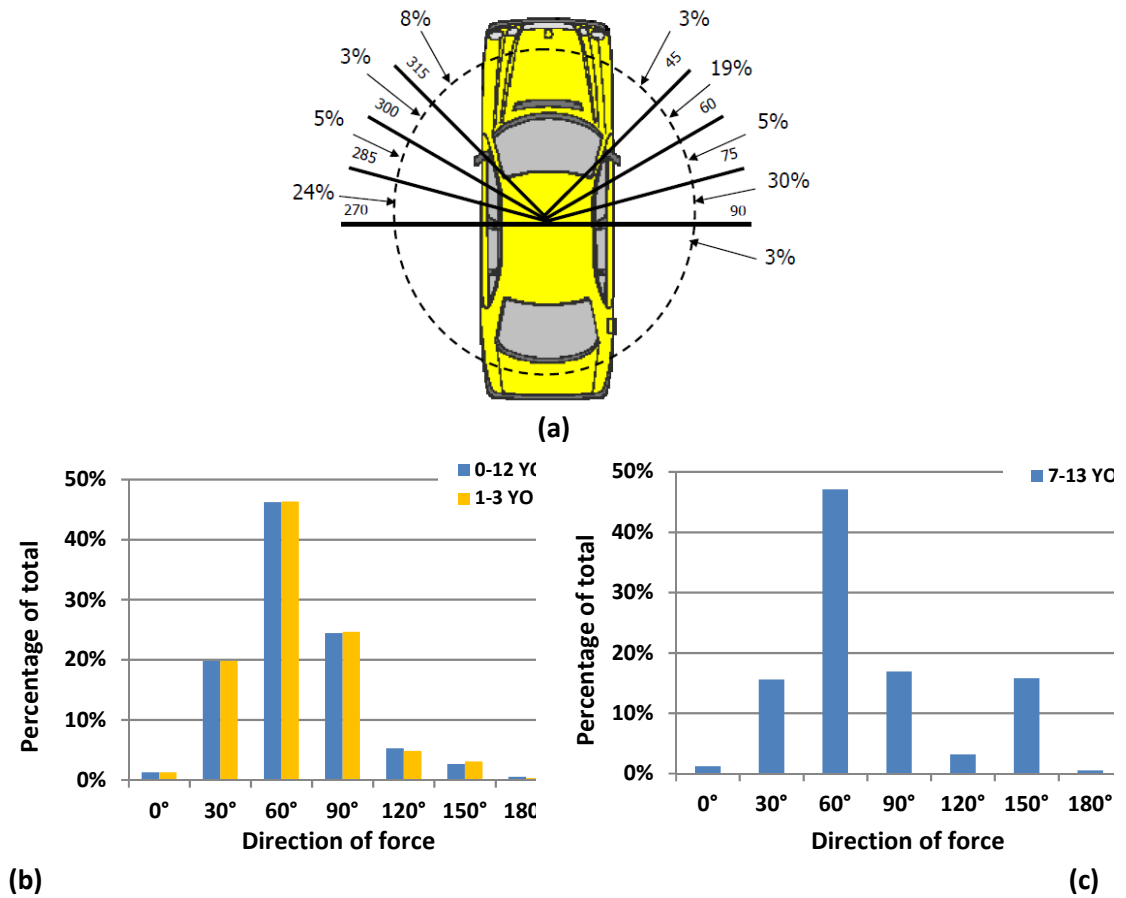 8%
3%
3%
19%
5%
5%
24%
30%
3%
315
300
285
270
45
60
75
90
(a)
0-12 YO
1-3 YO
50%
40%
30%
20%
10%
0%
Percentage of total
0° 30° 60° 90° 120° 150° 180
Direction of force
(b)
7-13 YO
50%
40%
30%
20%
10%
0%
Percentage of total
0° 30° 60° 90° 120° 150° 180°
Direction of force
(c)